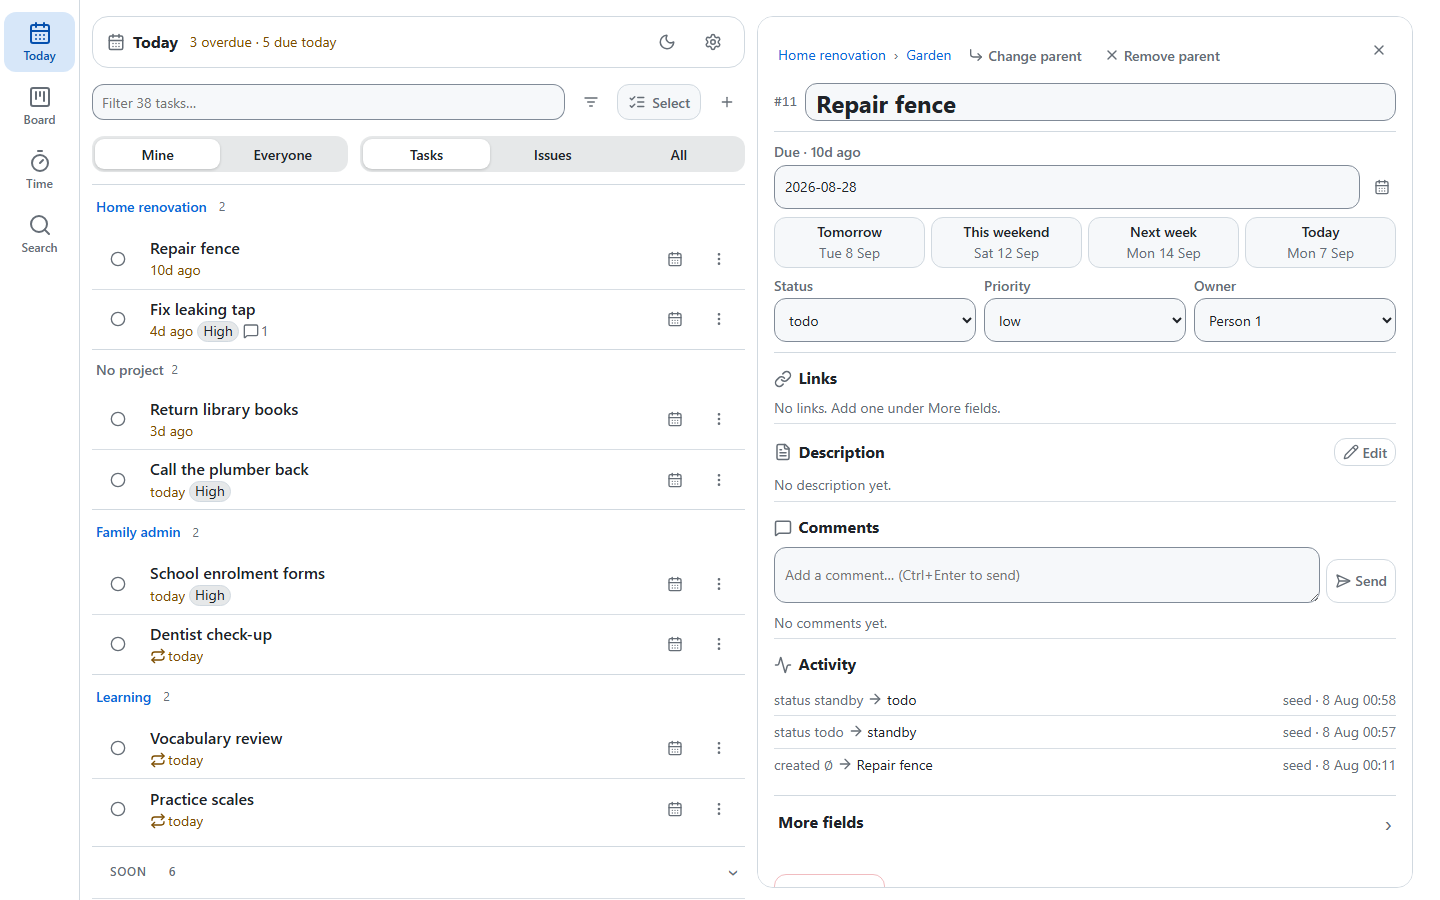 Today
Board
Time
Search
Today 3 overdue · 5 due today
Filter 38 tasks...
Select
Mine Everyone Tasks Issues All
Home renovation 2
Repair fence
10d ago
Fix leaking tap
4d ago High 1
No project 2
Return library books
3d ago
Call the plumber back
today High
Family admin 2
School enrolment forms
today High
Dentist check-up
today
Learning 2
Vocabulary review
today
Practice scales
today
SOON 6
Home renovation › Garden Change parent Remove parent
#11 Repair fence
Due · 10d ago
2026-08-28
Tomorrow This weekend Next week Today
Tue 8 Sep Sat 12 Sep Mon 14 Sep Mon 7 Sep
Status Priority Owner
todo low Person 1
Links
No links. Add one under More fields.
Description Edit
No description yet.
Comments
Add a comment... (Ctrl+Enter to send) Send
No comments yet.
Activity
status standby → todo seed · 8 Aug 00:58
status todo → standby seed · 8 Aug 00:57
created ∅ → Repair fence seed · 8 Aug 00:11
More fields